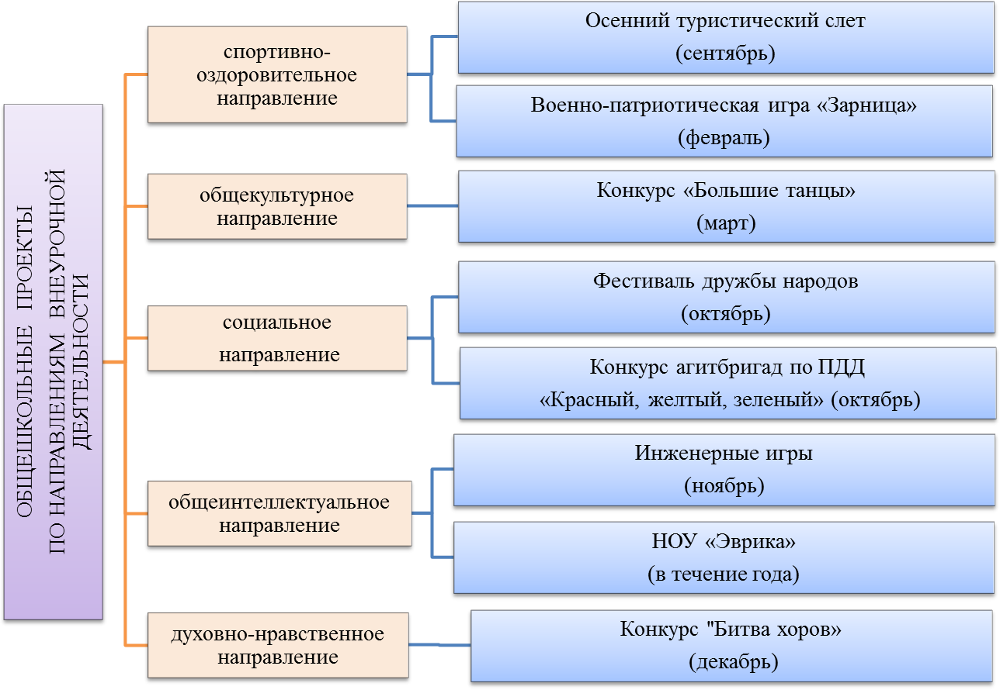 ОБЩЕШКОЛЬНЫЕ ПРОЕКТЫ
ПО НАПРАВЛЕНИЯМ ВНЕУРОЧНОЙ
ДЕЯТЕЛЬНОСТИ
спортивно-
оздоровительное
направление
Осенний туристический слет
(сентябрь)
Военно-патриотическая игра «Зарница»
(февраль)
общекультурное
направление
Конкурс «Большие танцы»
(март)
социальное
направление
Фестиваль дружбы народов
(октябрь)
Конкурс агитбригад по ПДД
«Красный, желтый, зеленый» (октябрь)
общеинтеллектуальное
направление
Инженерные игры
(ноябрь)
НОУ «Эврика»
(в течение года)
духовно-нравственное
направление
Конкурс "Битва хоров»
(декабрь)